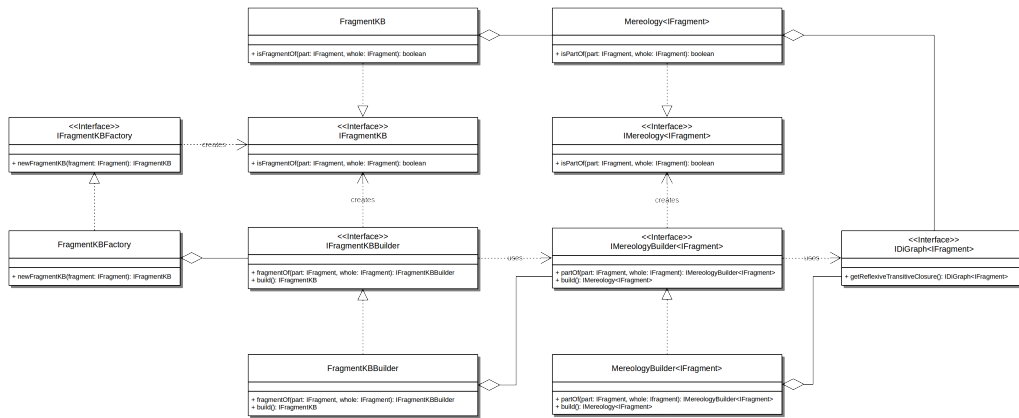 FragmentKB
+ isFragmentOf(part: IFragment, whole: IFragment): boolean
Mereology<IFragment>
+ isPartOf(part: IFragment, whole: IFragment): boolean
<<Interface>>
IFragmentKBFactory
+ newFragmentKB(fragment: IFragment): IFragmentKB
creates
<<Interface>>
IFragmentKB
+ isFragmentOf(part: IFragment, whole: IFragment): boolean
<<Interface>>
IMereology<IFragment>
+ isPartOf(part: IFragment, whole: IFragment): boolean
creates
creates
FragmentKBFactory
+ newFragmentKB(fragment: IFragment): IFragmentKB
<<Interface>>
IFragmentKBBuilder
+ fragmentOf(part: IFragment, whole: IFragment): IFragmentKBBuilder
+ build(): IFragmentKB
uses
<<Interface>>
IMereologyBuilder<IFragment>
+ partOf(part: IFragment, whole: IFragment): IMereologyBuilder<IFragment>
+ build(): IMereology<IFragment>
uses
<<Interface>>
IDiGraph<IFragment>
+ getReflexiveTransitiveClosure(): IDiGraph<IFragment>
FragmentKBBuilder
+ fragmentOf(part: IFragment, whole: IFragment): IFragmentKBBuilder
+ build(): IFragmentKB
MereologyBuilder<IFragment>
+ partOf(part: IFragment, whole: Ifragment): IMereologyBuilder<IFragment>
+ build(): IMereology<IFragment>